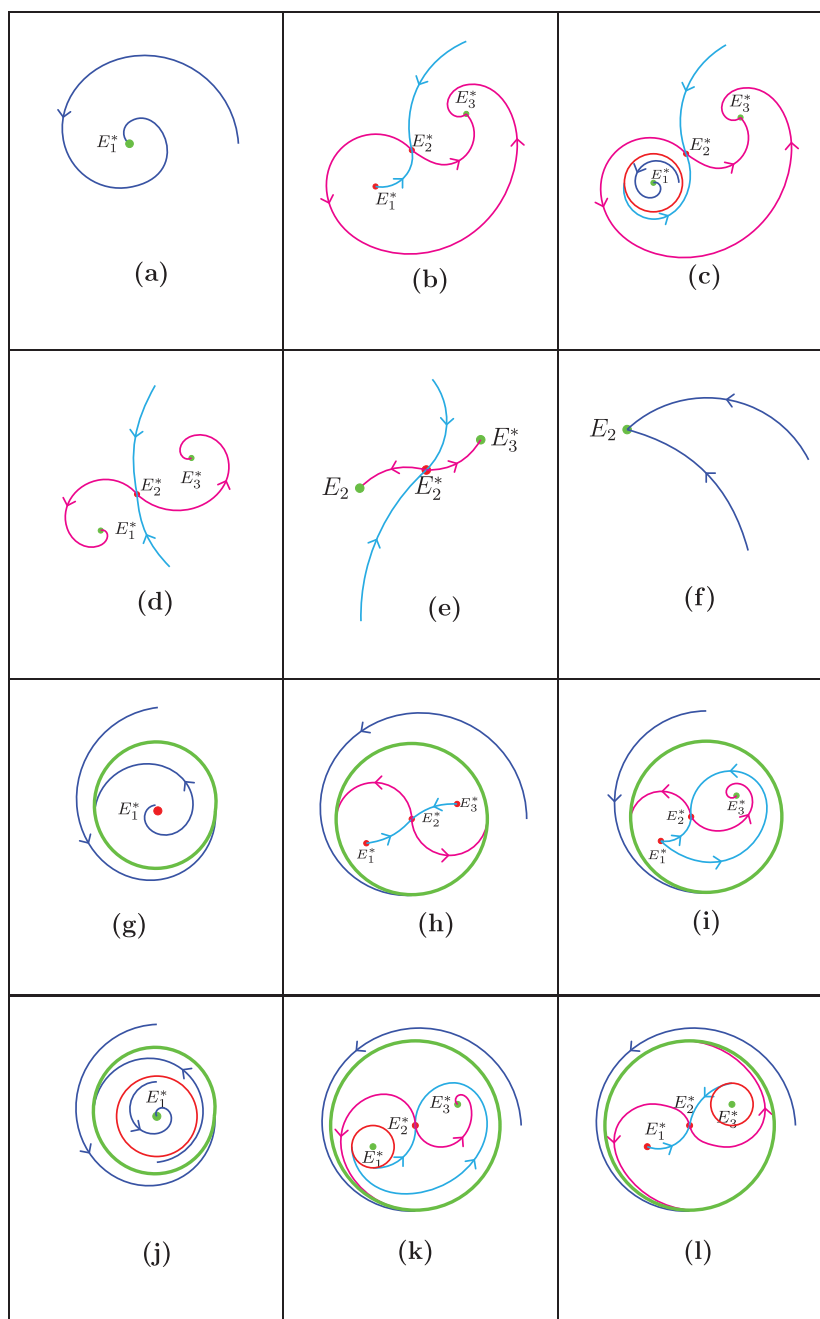 E₁*
(a)
E₃*
E₂*
E₁*
(b)
E₃*
E₂*
E₁*
(c)
E₂*
E₃*
E₁*
(d)
E₃*
E₂
E₂*
(e)
E₂
(f)
E₁*
(g)
E₃*
E₂*
E₁*
(h)
E₃*
E₂*
E₁*
(i)
E₁*
(j)
E₃*
E₂*
E₁*
(k)
E₂*
E₃*
E₁*
(l)